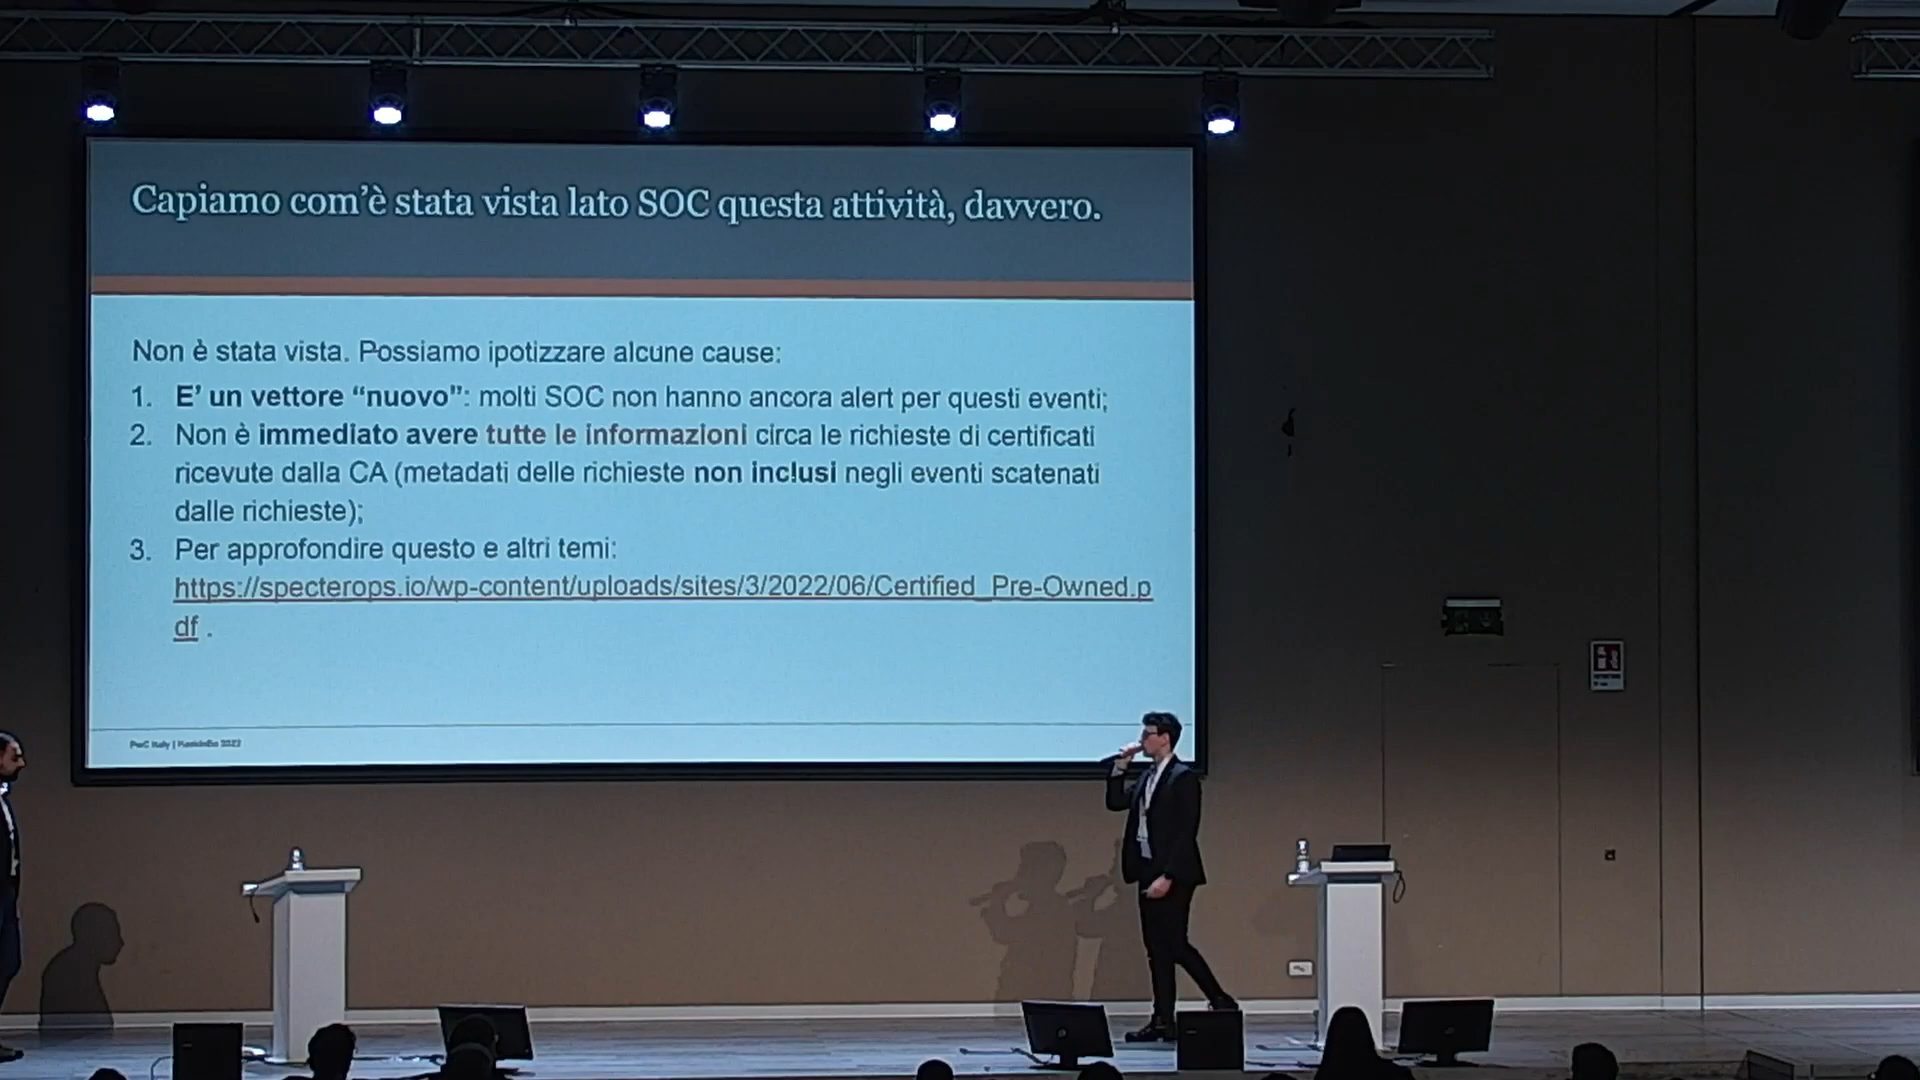 Capiamo com'è stata vista lato SOC questa attività, davvero.
Non è stata vista. Possiamo ipotizzare alcune cause:
1. E' un vettore “nuovo”: molti SOC non hanno ancora alert per questi eventi;
2. Non è immediato avere tutte le informazioni circa le richieste di certificati
ricevute dalla CA (metadati delle richieste non inclusi negli eventi scatenati
dalle richieste);
3. Per approfondire questo e altri temi:
https://specterops.io/wp-content/uploads/sites/3/2022/06/Certified_Pre-Owned.p
df .
PwC Italy | 2022